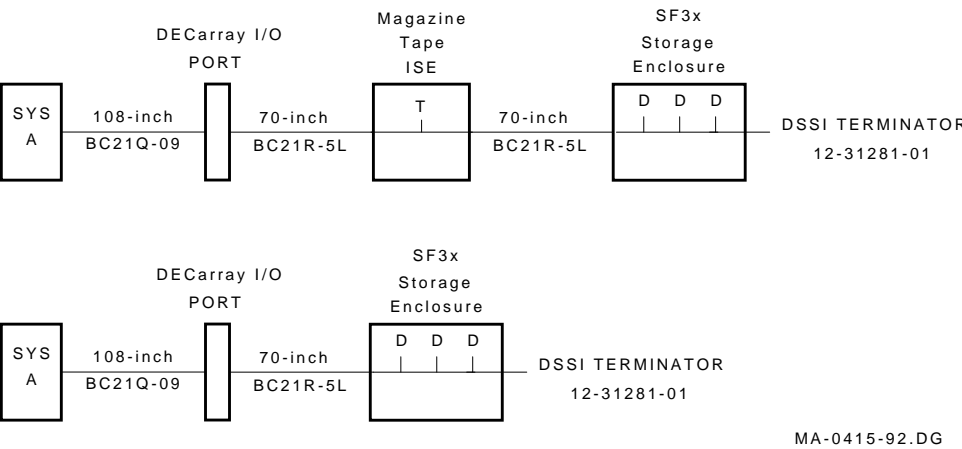 DECarray I/O
PORT
Magazine
Tape
ISE
SF3x
Storage
Enclosure
SYS
A
108-inch
BC21Q-09
70-inch
BC21R-5L
T
70-inch
BC21R-5L
D D D
DSSI TERMINATOR
12-31281-01
DECarray I/O
PORT
SF3x
Storage
Enclosure
SYS
A
108-inch
BC21Q-09
70-inch
BC21R-5L
D D D
DSSI TERMINATOR
12-31281-01
MA-0415-92.DG